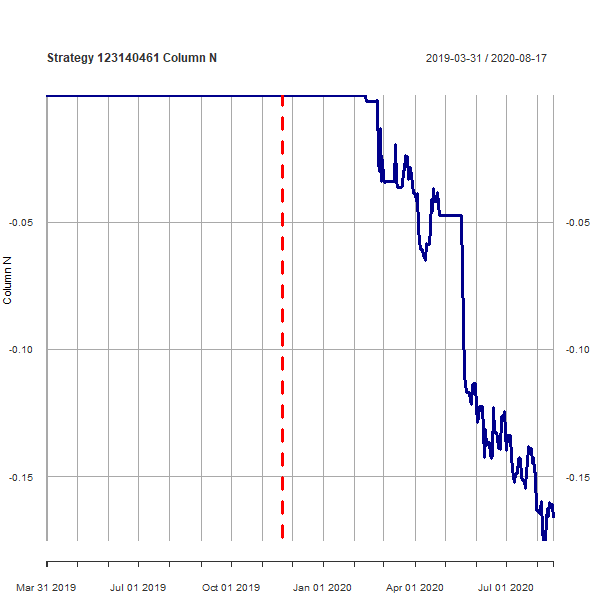 Strategy 123140461 Column N
2019-03-31 / 2020-08-17
-0.05
-0.05
Column N
-0.10
-0.10
-0.15
-0.15
Mar 31 2019
Jul 01 2019
Oct 01 2019
Jan 01 2020
Apr 01 2020
Jul 01 2020